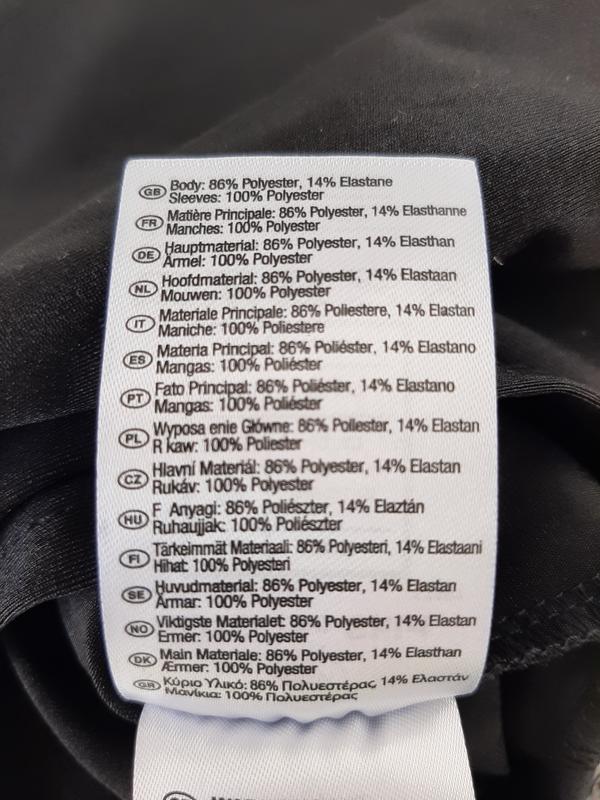 GB Body: 86% Polyester, 14% Elastane
Sleeves: 100% Polyester
FR Matière Principale: 86% Polyester, 14% Elasthanne
Manches: 100% Polyester
DE Hauptmaterial: 86% Polyester, 14% Elasthan
Ärmel: 100% Polyester
NL Hoofdmateriaal: 86% Polyester, 14% Elastaan
Mouwen: 100% Polyester
IT Materiale Principale: 86% Poliestere, 14% Elastan
Maniche: 100% Poliestere
ES Materia Principal: 86% Poliéster, 14% Elastano
Mangas: 100% Poliéster
PT Fato Principal: 86% Poliéster, 14% Elastano
Mangas: 100% Poliéster
PL Wyposa enie Główne: 86% Poliester, 14% Elastan
R kaw: 100% Poliester
CZ Hlavní Materiál: 86% Polyester, 14% Elastan
Rukáv: 100% Polyester
HU F Anyagi: 86% Poliészter, 14% Elaztán
Ruhaujjak: 100% Poliészter
FI Tärkeimmät Materiaali: 86% Polyesteri, 14% Elastaani
Hihat: 100% Polyesteri
SE Huvudmaterial: 86% Polyester, 14% Elastan
Ärmar: 100% Polyester
NO Viktigste Materialet: 86% Polyester, 14% Elastan
Ermer: 100% Polyester
DK Main Materiale: 86% Polyester, 14% Elasthan
Ærmer: 100% Polyester
GR Κύριο Υλικό: 86% Πολυεστέρας, 14% Ελαστάν
Μανίκια: 100% Πολυεστέρας